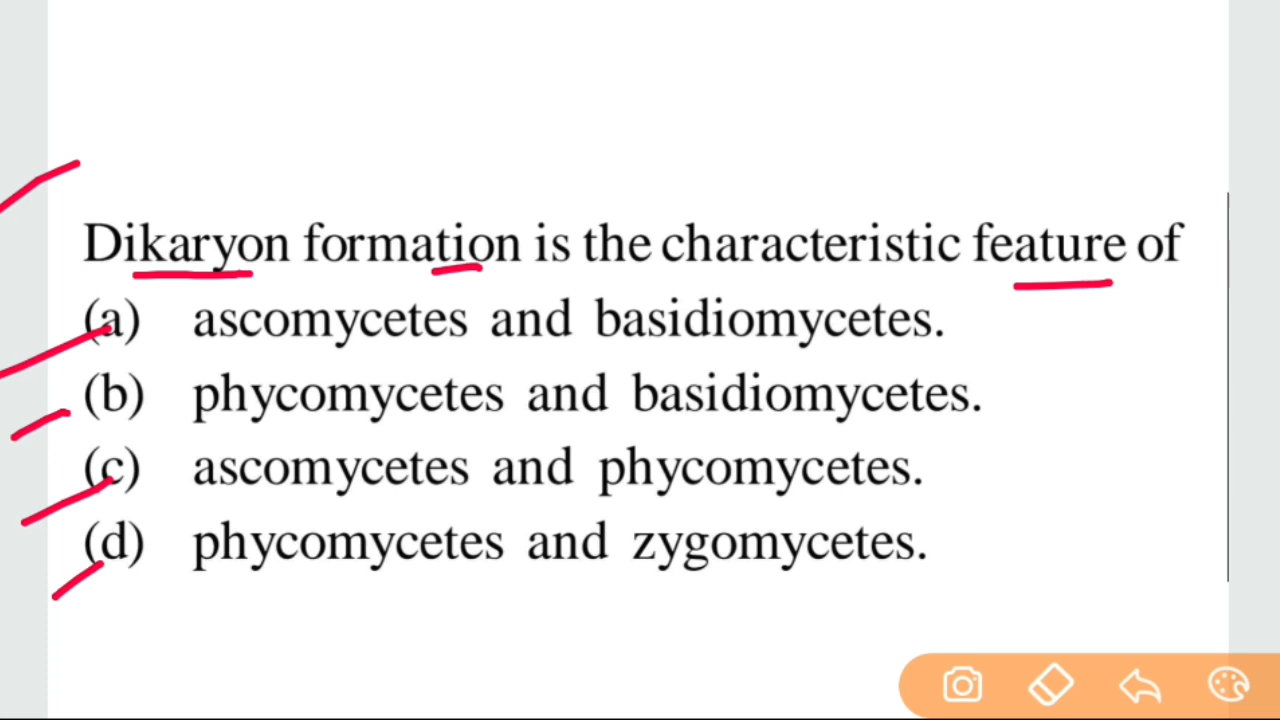 Dikaryon formation is the characteristic feature of
(a) ascomycetes and basidiomycetes.
(b) phycomycetes and basidiomycetes.
(c) ascomycetes and phycomycetes.
(d) phycomycetes and zygomycetes.